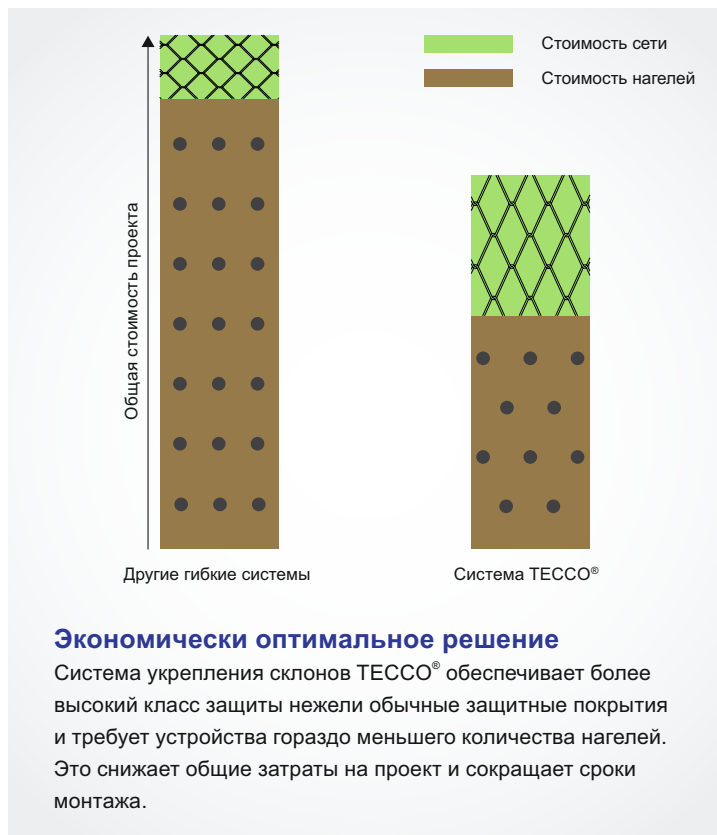 Стоимость сети
Стоимость нагелей
Общая стоимость проекта
Другие гибкие системы
Система TECCO®
Экономически оптимальное решение
Система укрепления склонов TECCO® обеспечивает более
высокий класс защиты нежели обычные защитные покрытия
и требует устройства гораздо меньшего количества нагелей.
Это снижает общие затраты на проект и сокращает сроки
монтажа.